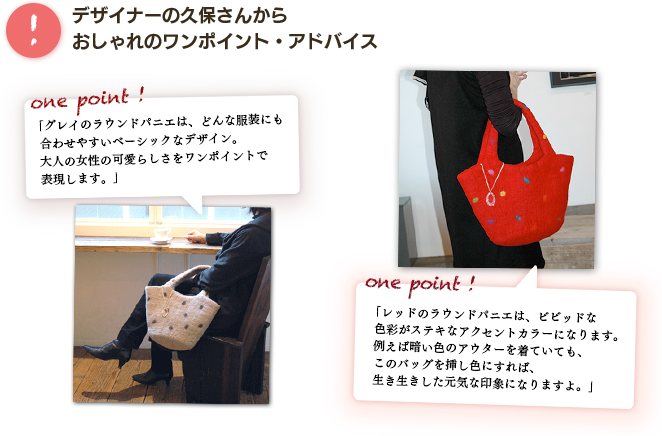 !
デザイナーの久保さんから
おしゃれのワンポイント・アドバイス
one point !
「グレイのラウンドパニエは、どんな服装にも
合わせやすいベーシックなデザイン。
大人の女性の可愛らしさをワンポイントで
表現します。」
one point !
「レッドのラウンドパニエは、ビビッドな
色彩がステキなアクセントカラーになります。
例えば暗い色のアウターを着ていても、
このバッグを挿し色にすれば、
生き生きした元気な印象になりますよ。」